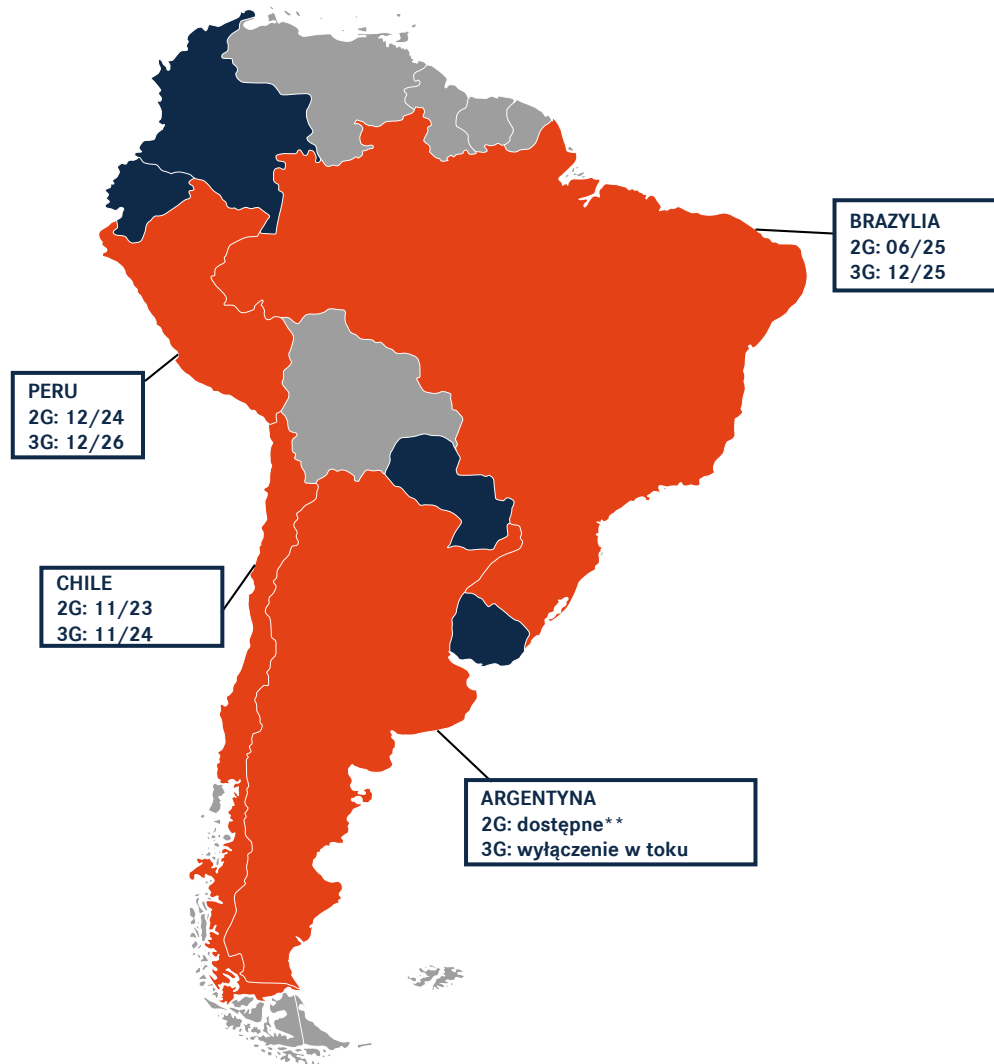 BRAZYLIA
2G: 06/25
3G: 12/25
PERU
2G: 12/24
3G: 12/26
CHILE
2G: 11/23
3G: 11/24
ARGENTYNA
2G: dostępne**
3G: wyłączenie w toku